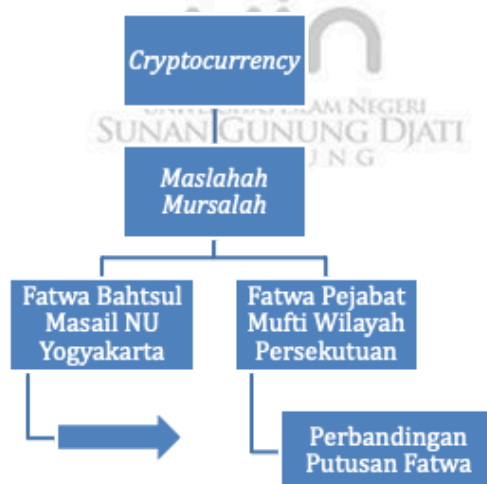 Cryptocurrency
UNIVERSITAS ISLAM NEGERI
SUNAN GUNUNG DJATI
Maslahah
Mursalah
Fatwa Bahtsul
Masail NU
Yogyakarta
Fatwa Pejabat
Mufti Wilayah
Persekutuan
Perbandingan
Putusan Fatwa